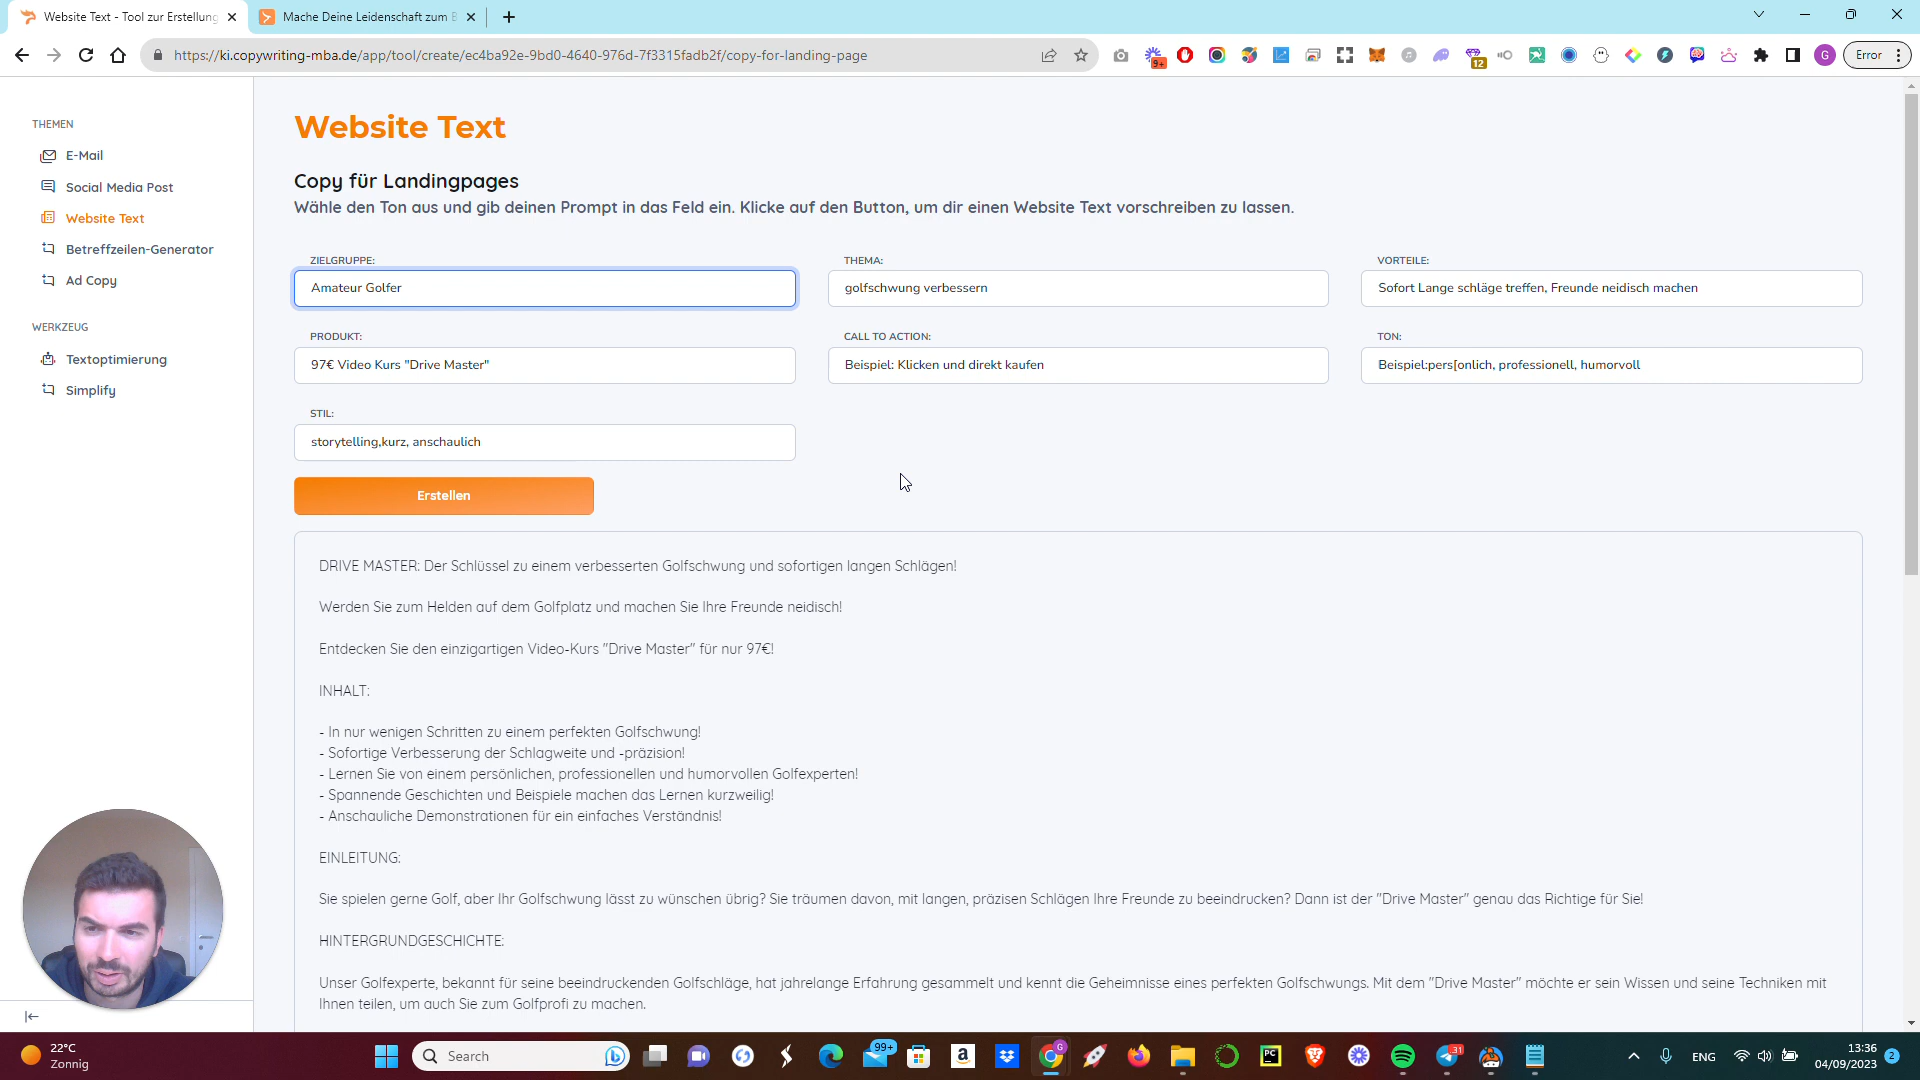 Website Text - Tool zur Erstellung
Mache Deine Leidenschaft zum B
https://ki.copywriting-mba.de/app/tool/create/ec4ba92e-9bd0-4640-976d-7f3315fadb2f/copy-for-landing-page
9+
12
G
Error
THEMEN
E-Mail
Social Media Post
Website Text
Betreffzeilen-Generator
Ad Copy
WERKZEUG
Textoptimierung
Simplify
Website Text
Copy für Landingpages
Wähle den Ton aus und gib deinen Prompt in das Feld ein. Klicke auf den Button, um dir einen Website Text vorschreiben zu lassen.
ZIELGRUPPE:
Amateur Golfer
THEMA:
golfschwung verbessern
VORTEILE:
Sofort Lange schläge treffen, Freunde neidisch machen
PRODUKT:
97€ Video Kurs "Drive Master"
CALL TO ACTION:
Beispiel: Klicken und direkt kaufen
TON:
Beispiel:pers[onlich, professionell, humorvoll
STIL:
storytelling,kurz, anschaulich
Erstellen
DRIVE MASTER: Der Schlüssel zu einem verbesserten Golfschwung und sofortigen langen Schlägen!
Werden Sie zum Helden auf dem Golfplatz und machen Sie Ihre Freunde neidisch!
Entdecken Sie den einzigartigen Video-Kurs "Drive Master" für nur 97€!
INHALT:
- In nur wenigen Schritten zu einem perfekten Golfschwung!
- Sofortige Verbesserung der Schlagweite und -präzision!
- Lernen Sie von einem persönlichen, professionellen und humorvollen Golfexperten!
- Spannende Geschichten und Beispiele machen das Lernen kurzweilig!
- Anschauliche Demonstrationen für ein einfaches Verständnis!
EINLEITUNG:
Sie spielen gerne Golf, aber Ihr Golfschwung lässt zu wünschen übrig? Sie träumen davon, mit langen, präzisen Schlägen Ihre Freunde zu beeindrucken? Dann ist der "Drive Master" genau das Richtige für Sie!
HINTERGRUNDGESCHICHTE:
Unser Golfexperte, bekannt für seine beeindruckenden Golfschläge, hat jahrelange Erfahrung gesammelt und kennt die Geheimnisse eines perfekten Golfschwungs. Mit dem "Drive Master" möchte er sein Wissen und seine Techniken mit
Ihnen teilen, um auch Sie zum Golfprofi zu machen.
22°C
Zonnig
Search
99+
G
PC
31
ENG
13:36
04/09/2023
2